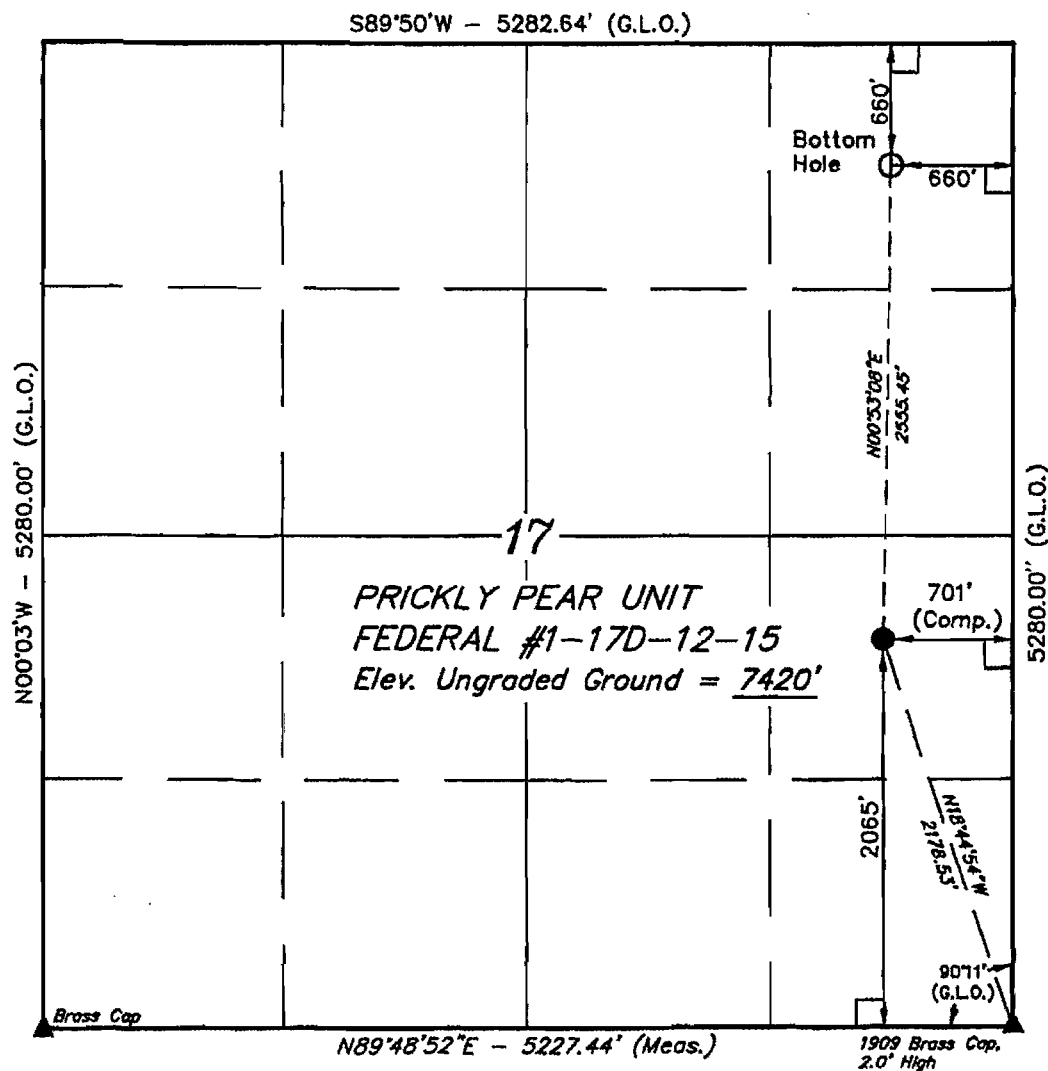 S89°50'W - 5282.64' (G.L.O.)
660'
Bottom
Hole
660'
N00°03'W - 5280.00' (G.L.O.)
N00°53'08"E
2555.45'
5280.00" (G.L.O.)
17
PRICKLY PEAR UNIT
FEDERAL #1-17D-12-15
Elev. Ungraded Ground = 7420'
701'
(Comp.)
2065'
N18°44'54"W
2178.53'
90°11'
(G.L.O.)
Brass Cap
N89°48'52"E - 5227.44' (Meas.)
1909 Brass Cap,
2.0' High